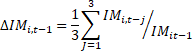 ΔIM_{i,t−1} = \frac{1}{3} \sum_{J=1}^{3} {IM_{i,t−j}}/{IM_{it−1}}